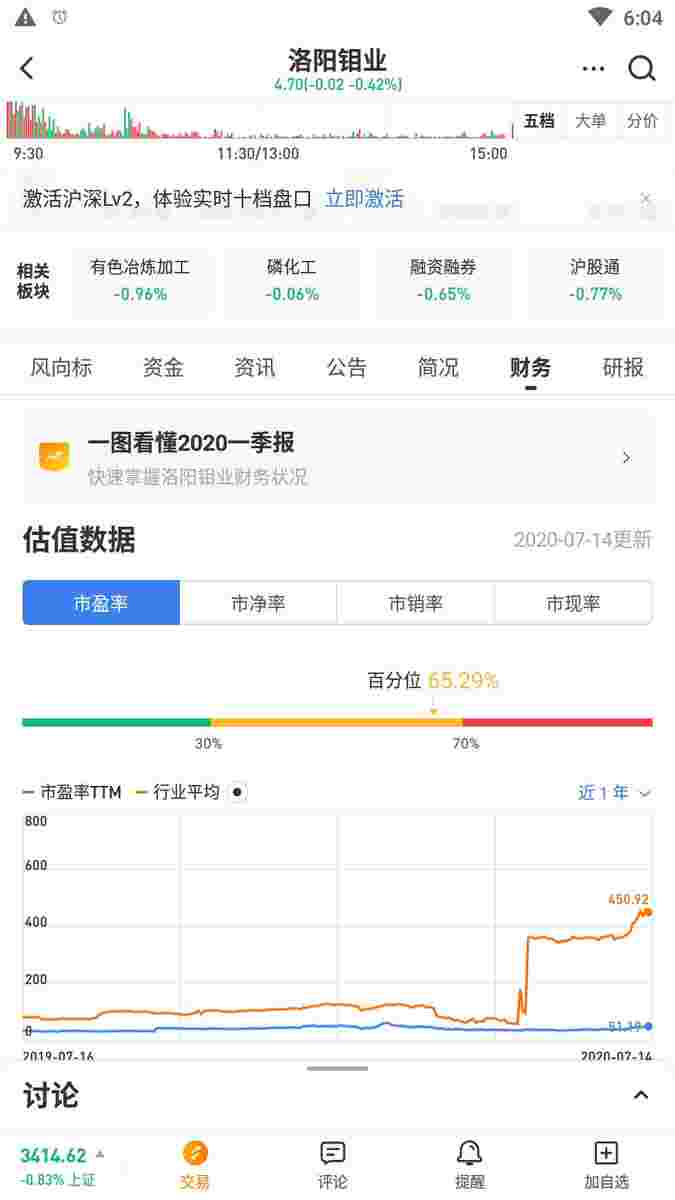 6:04
洛阳钼业
4.70(-0.02 -0.42%)
五档 大单 分价
9:30 11:30/13:00 15:00
激活沪深Lv2，体验实时十档盘口 立即激活 ×
相关板块
有色冶炼加工 磷化工 融资融券 沪股通
-0.96% -0.06% -0.65% -0.77%
风向标 资金 资讯 公告 简况 财务 研报
一图看懂2020一季报
快速掌握洛阳钼业财务状况
估值数据 2020-07-14更新
市盈率 市净率 市销率 市现率
百分位 65.29%
30% 70%
市盈率TTM 行业平均 近1年
800
600
450.92
400
200
51.19
0
2019-07-16 2020-07-14
讨论
3414.62
-0.83% 上证
交易 评论 提醒 加自选